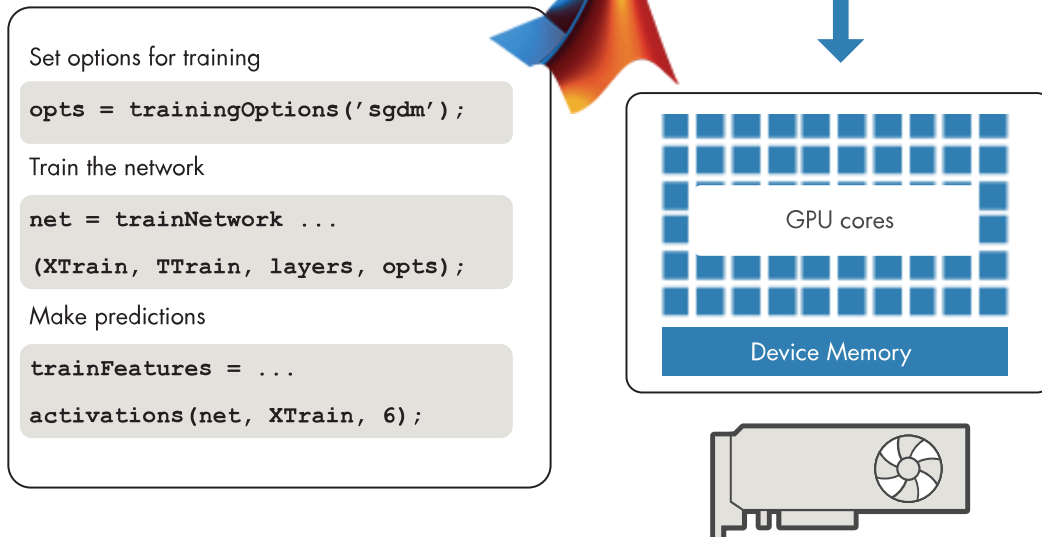 Set options for training
opts = trainingOptions('sgdm');
Train the network
net = trainNetwork ...
(XTrain, TTrain, layers, opts);
Make predictions
trainFeatures = ...
activations(net, XTrain, 6);
GPU cores
Device Memory